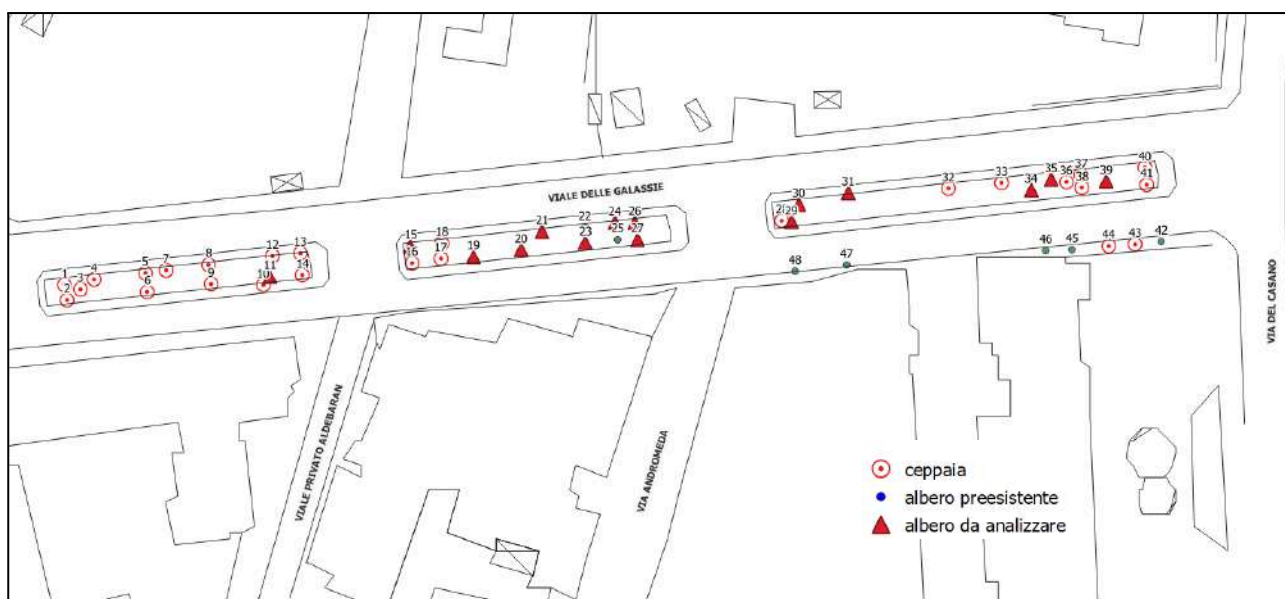 40
37
35 36 39
33 34 38 41
32
31
30
VIALE DELLE GALASSIE
29
24 26
22
21 25 27
23
20
15 18 19
16 17
13
12
8 11 14
5 7 10
1 4 9
3 6
2
46 45 44 43 42
48 47
VIA DEL CASANO
VIALE PRIVATO ALDEBARAN
VIA ANDROMEDA
ceppaia
albero preesistente
albero da analizzare